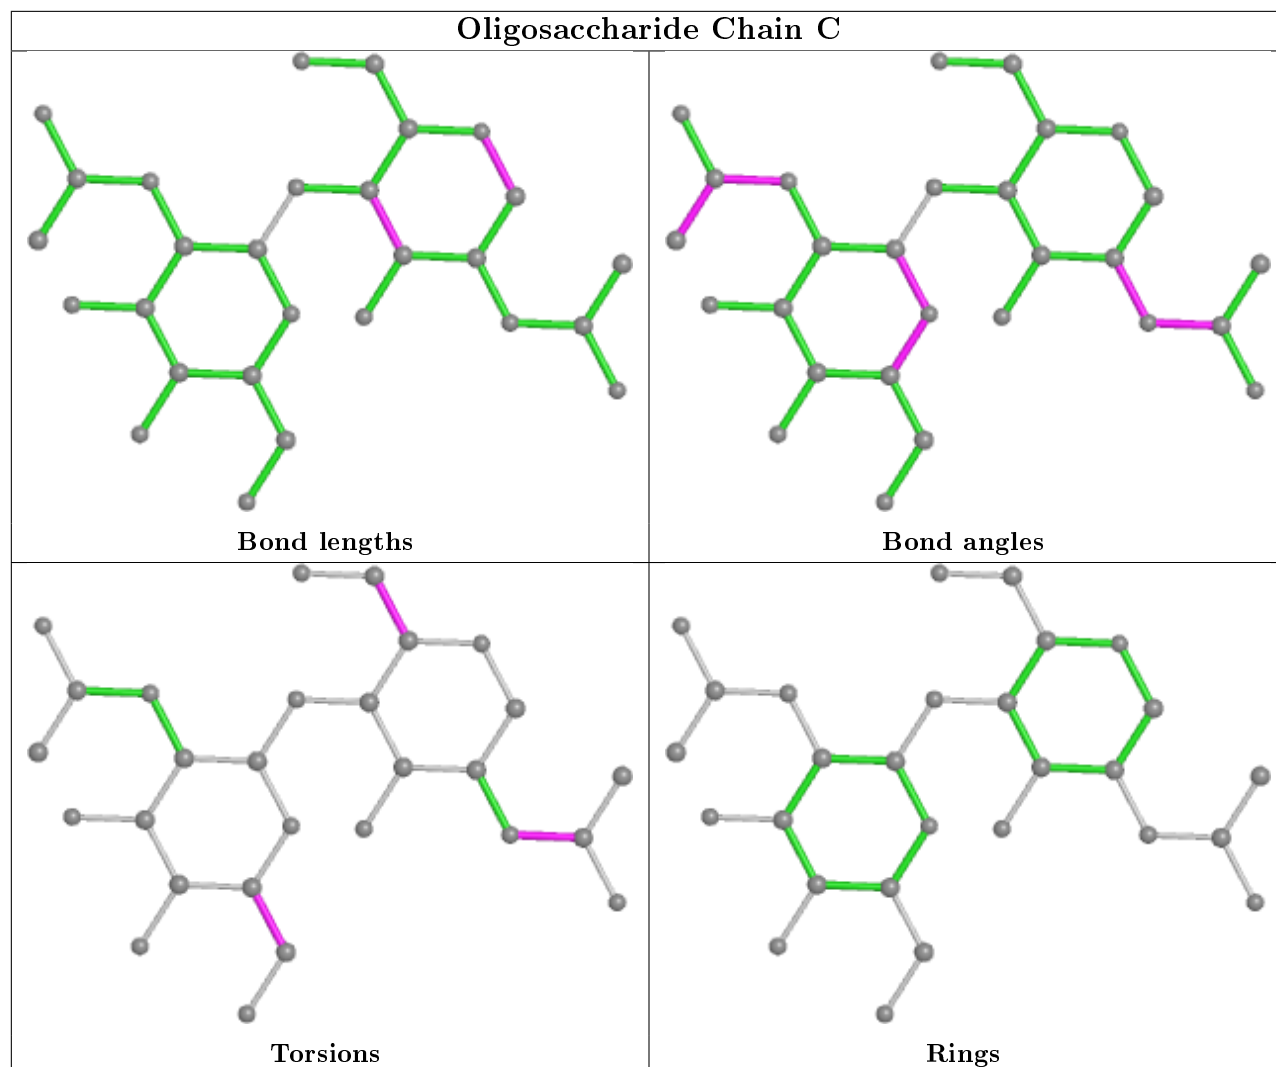 Oligosaccharide Chain C
Bond lengths
Bond angles
Torsions
Rings